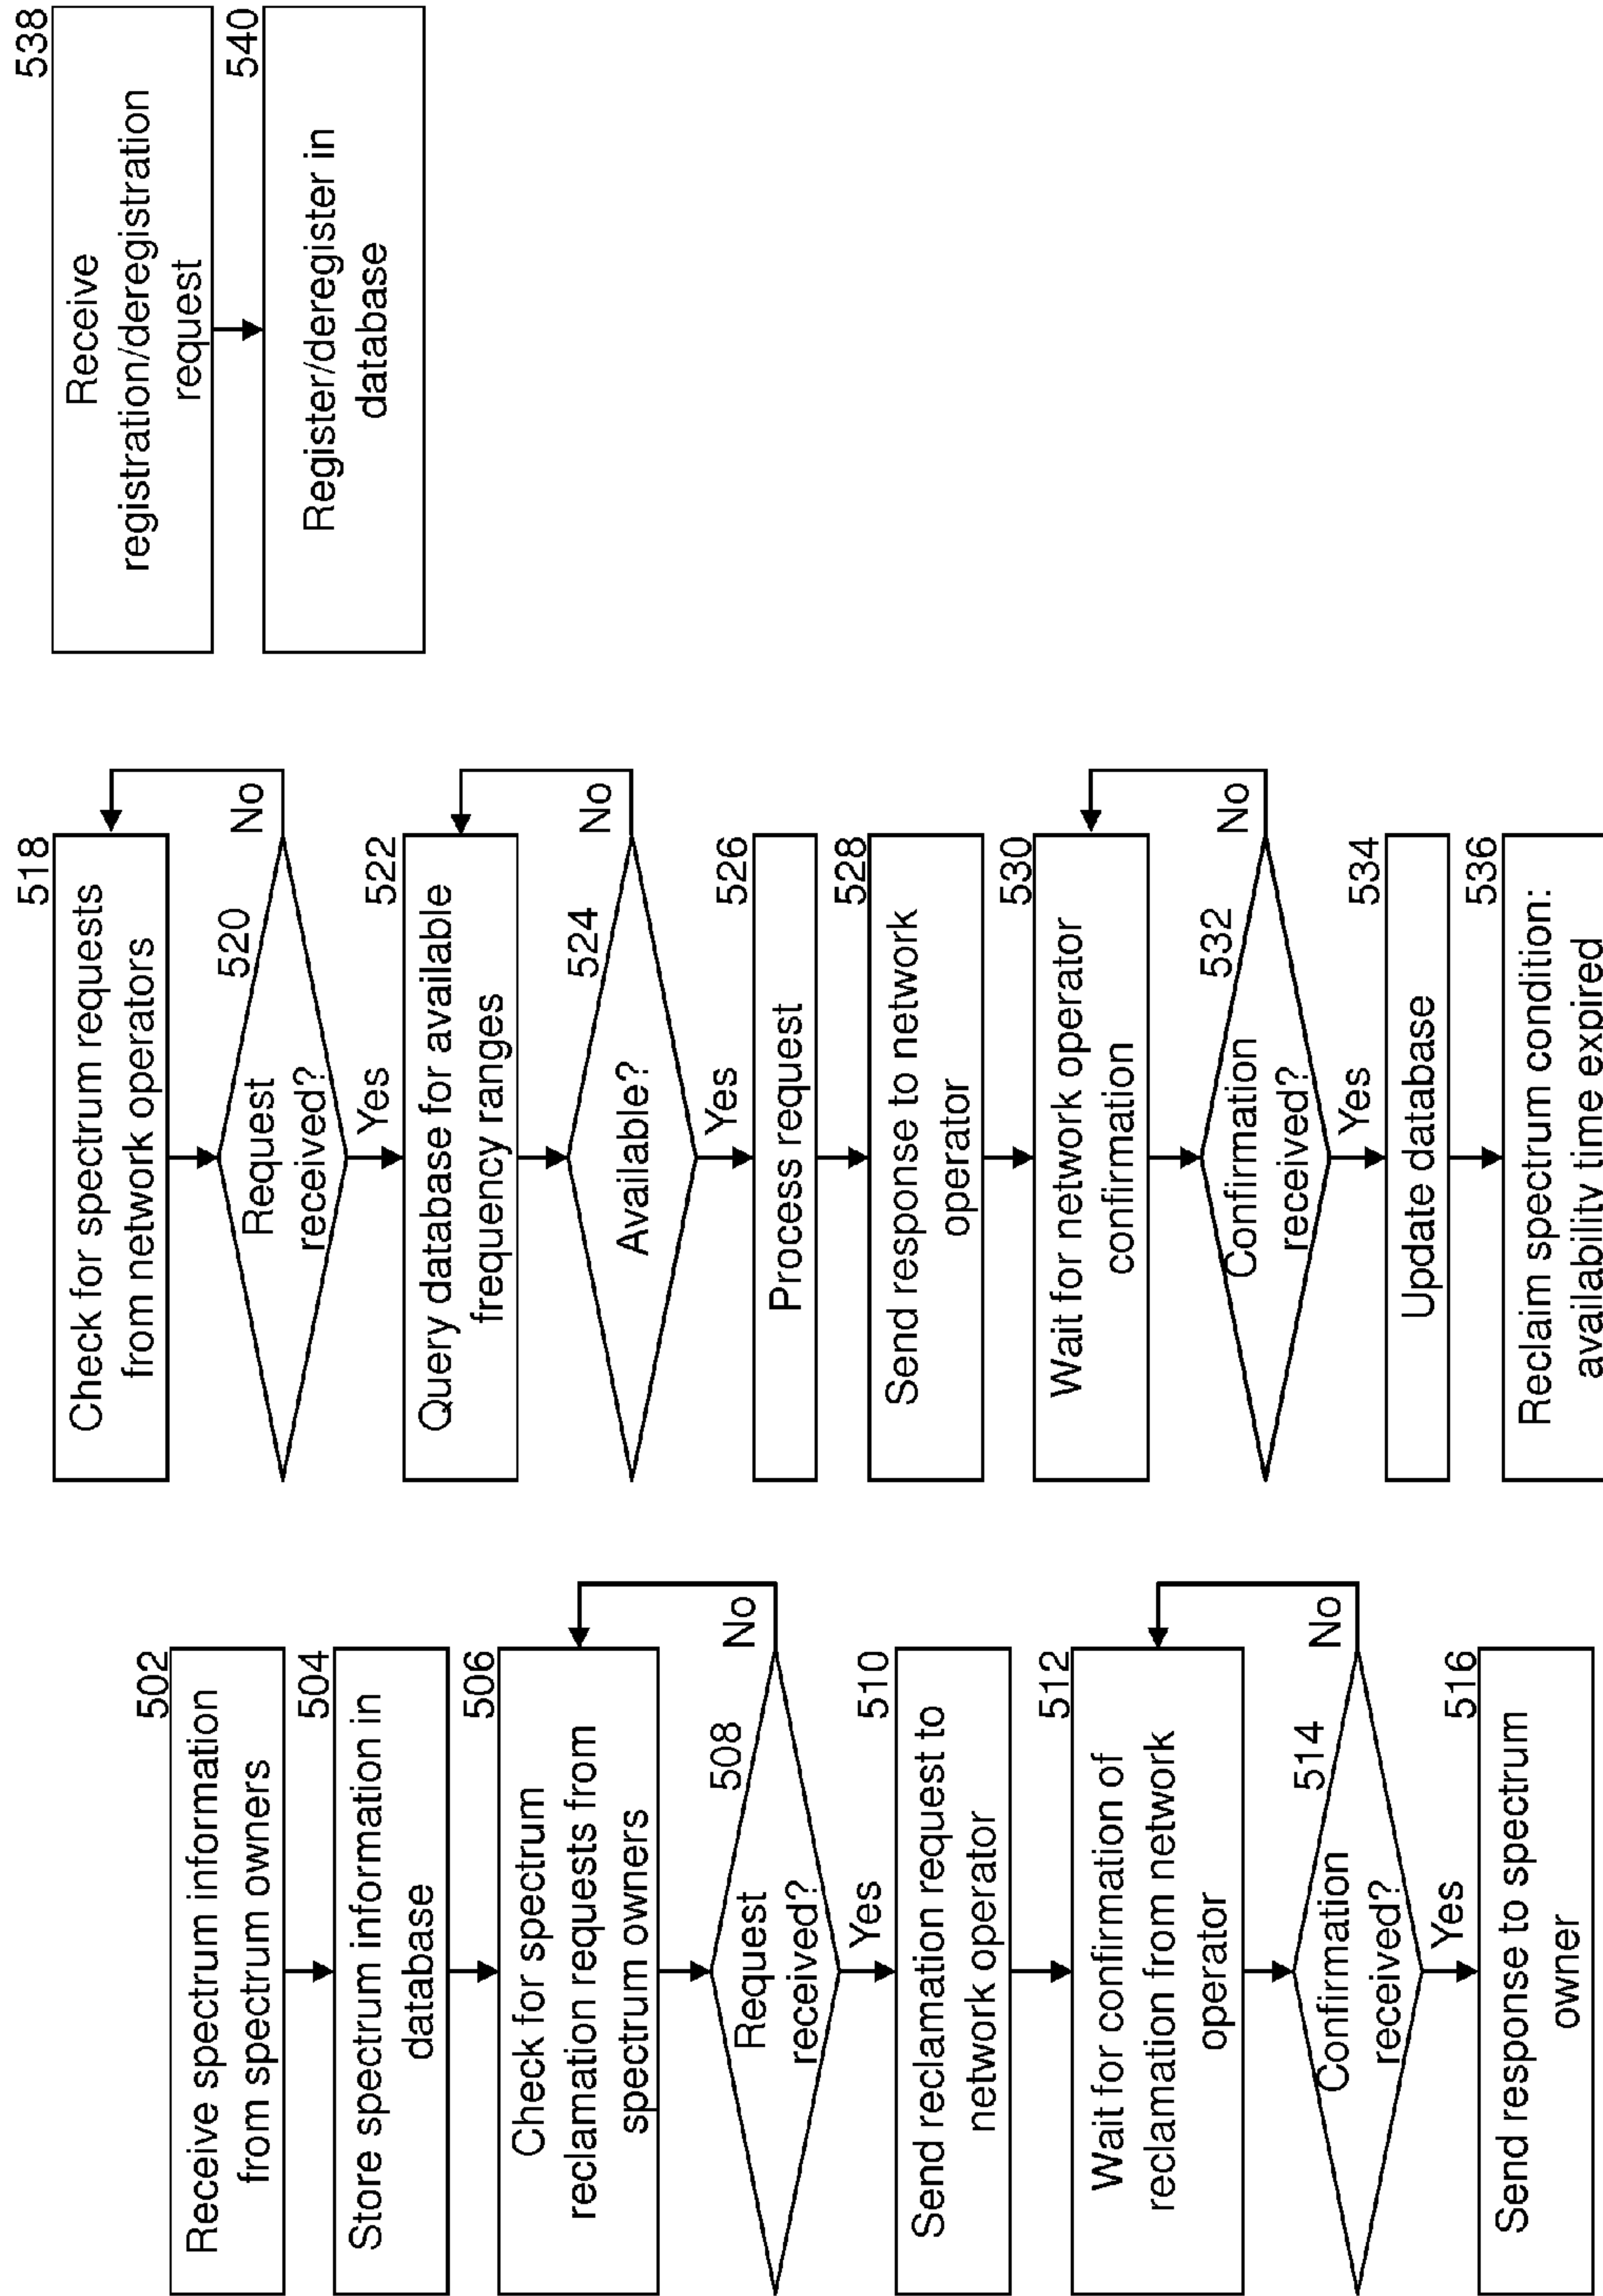 502
Receive spectrum information
from spectrum owners
504
Store spectrum information in
database
506
Check for spectrum
reclamation requests from
spectrum owners
508
Request
received?
No
Yes
510
Send reclamation request to
network operator
512
Wait for confirmation of
reclamation from network
operator
514
Confirmation
received?
No
Yes
516
Send response to spectrum
owner
518
Check for spectrum requests
from network operators
520
Request
received?
No
Yes
522
Query database for available
frequency ranges
524
Available?
No
Yes
526
Process request
528
Send response to network
operator
530
Wait for network operator
confirmation
532
Confirmation
received?
No
Yes
534
Update database
536
Reclaim spectrum condition:
availability time expired
538
Receive
registration/deregistration
request
540
Register/deregister in
database